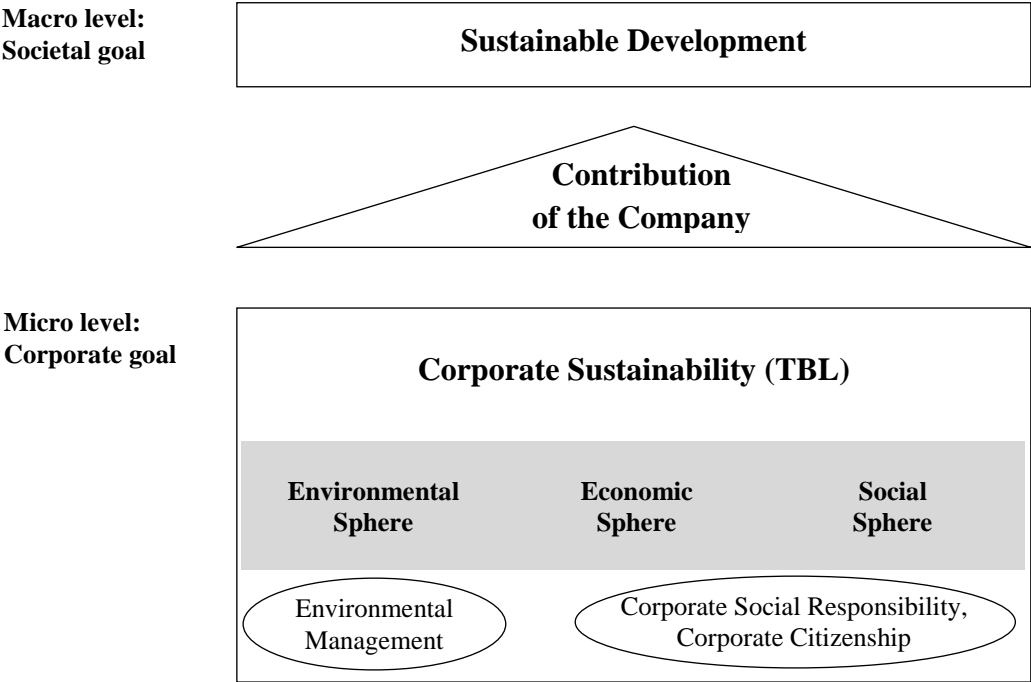 Macro level:
Societal goal
Sustainable Development
Contribution
of the Company
Micro level:
Corporate goal
Corporate Sustainability (TBL)
Environmental
Sphere
Economic
Sphere
Social
Sphere
Environmental
Management
Corporate Social Responsibility,
Corporate Citizenship